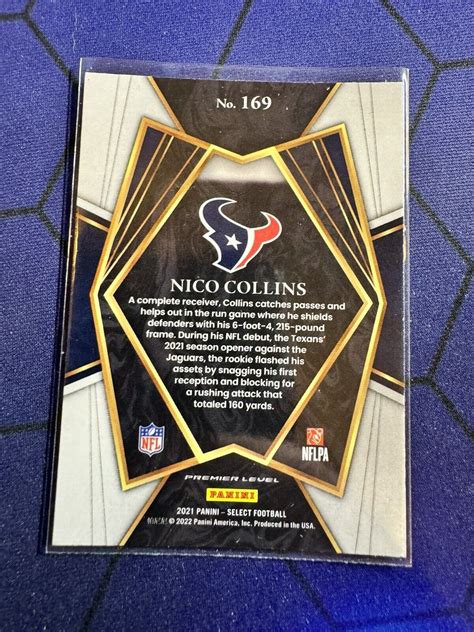 No. 169
NICO COLLINS
A complete receiver, Collins catches passes and
helps out in the run game where he shields
defenders with his 6-foot-4, 215-pound
frame. During his NFL debut, the Texans'
2021 season opener against the
Jaguars, the rookie flashed his
assets by snagging his first
reception and blocking for
a rushing attack that
totaled 160 yards.
NFL
NFLPA
PREMIER LEVEL
PANINI
2021 PANINI - SELECT FOOTBALL
© 2022 Panini America, Inc. Produced in the USA.